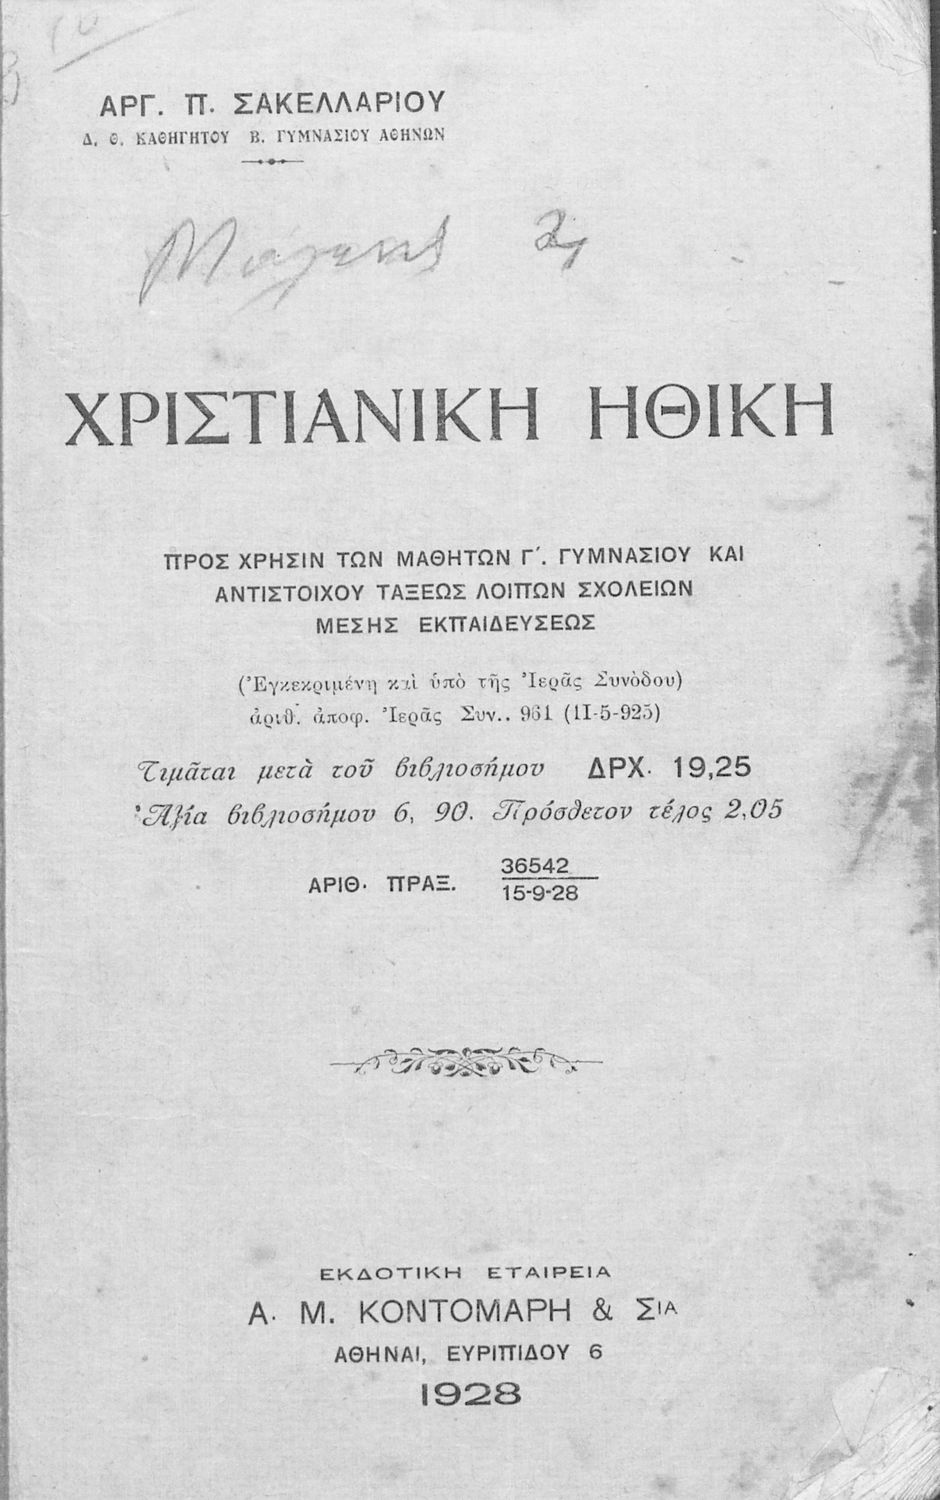 ΑΡΓ. Π. ΣΑΚΕΛΛΑΡΙΟΥ
Δ. Θ. ΚΑΘΗΓΗΤΟΥ Β. ΓΥΜΝΑΣΙΟΥ ΑΘΗΝΩΝ
ΧΡΙΣΤΙΑΝΙΚΗ ΗΘΙΚΗ
ΠΡΟΣ ΧΡΗΣΙΝ ΤΩΝ ΜΑΘΗΤΩΝ Γ΄. ΓΥΜΝΑΣΙΟΥ ΚΑΙ
ΑΝΤΙΣΤΟΙΧΟΥ ΤΑΞΕΩΣ ΛΟΙΠΩΝ ΣΧΟΛΕΙΩΝ
ΜΕΣΗΣ ΕΚΠΑΙΔΕΥΣΕΩΣ
(Ἐγκεκριμένη καὶ ὑπὸ τῆς Ἱερᾶς Συνόδου)
ἀριθ. ἀποφ. Ἱερᾶς Συν.. 961 (11-5-925)
Τιμᾶται μετὰ τοῦ βιβλιοσήμου ΔΡΧ. 19,25
Ἀξία βιβλιοσήμου 6, 90. Πρόσθετον τέλος 2,05
ΑΡΙΘ. ΠΡΑΞ. 36542
15-9-28
ΕΚΔΟΤΙΚΗ ΕΤΑΙΡΕΙΑ
Α. Μ. ΚΟΝΤΟΜΑΡΗ & ΣΙΑ
ΑΘΗΝΑΙ, ΕΥΡΙΠΙΔΟΥ 6
1928